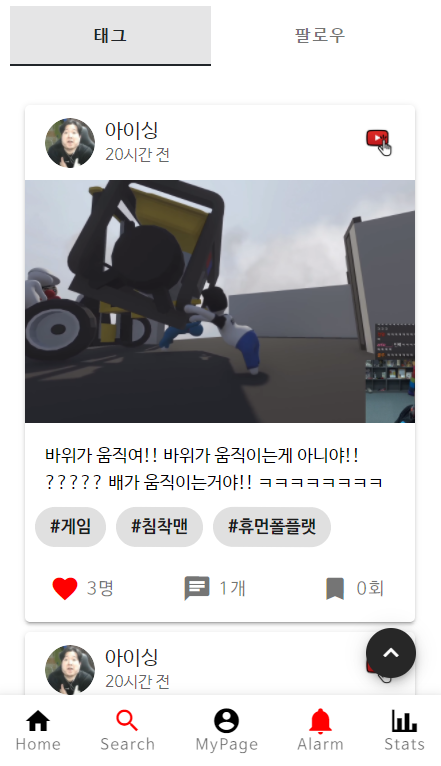 태그
팔로우
아이싱
20시간 전
바위가 움직여!! 바위가 움직이는게 아니야!!
????? 배가 움직이는거야!! ㅋㅋㅋㅋㅋㅋㅋㅋ
#게임 #침착맨 #휴먼폴플랫
3명 1개 0회
아이싱
20시간 전
Home Search MyPage Alarm Stats